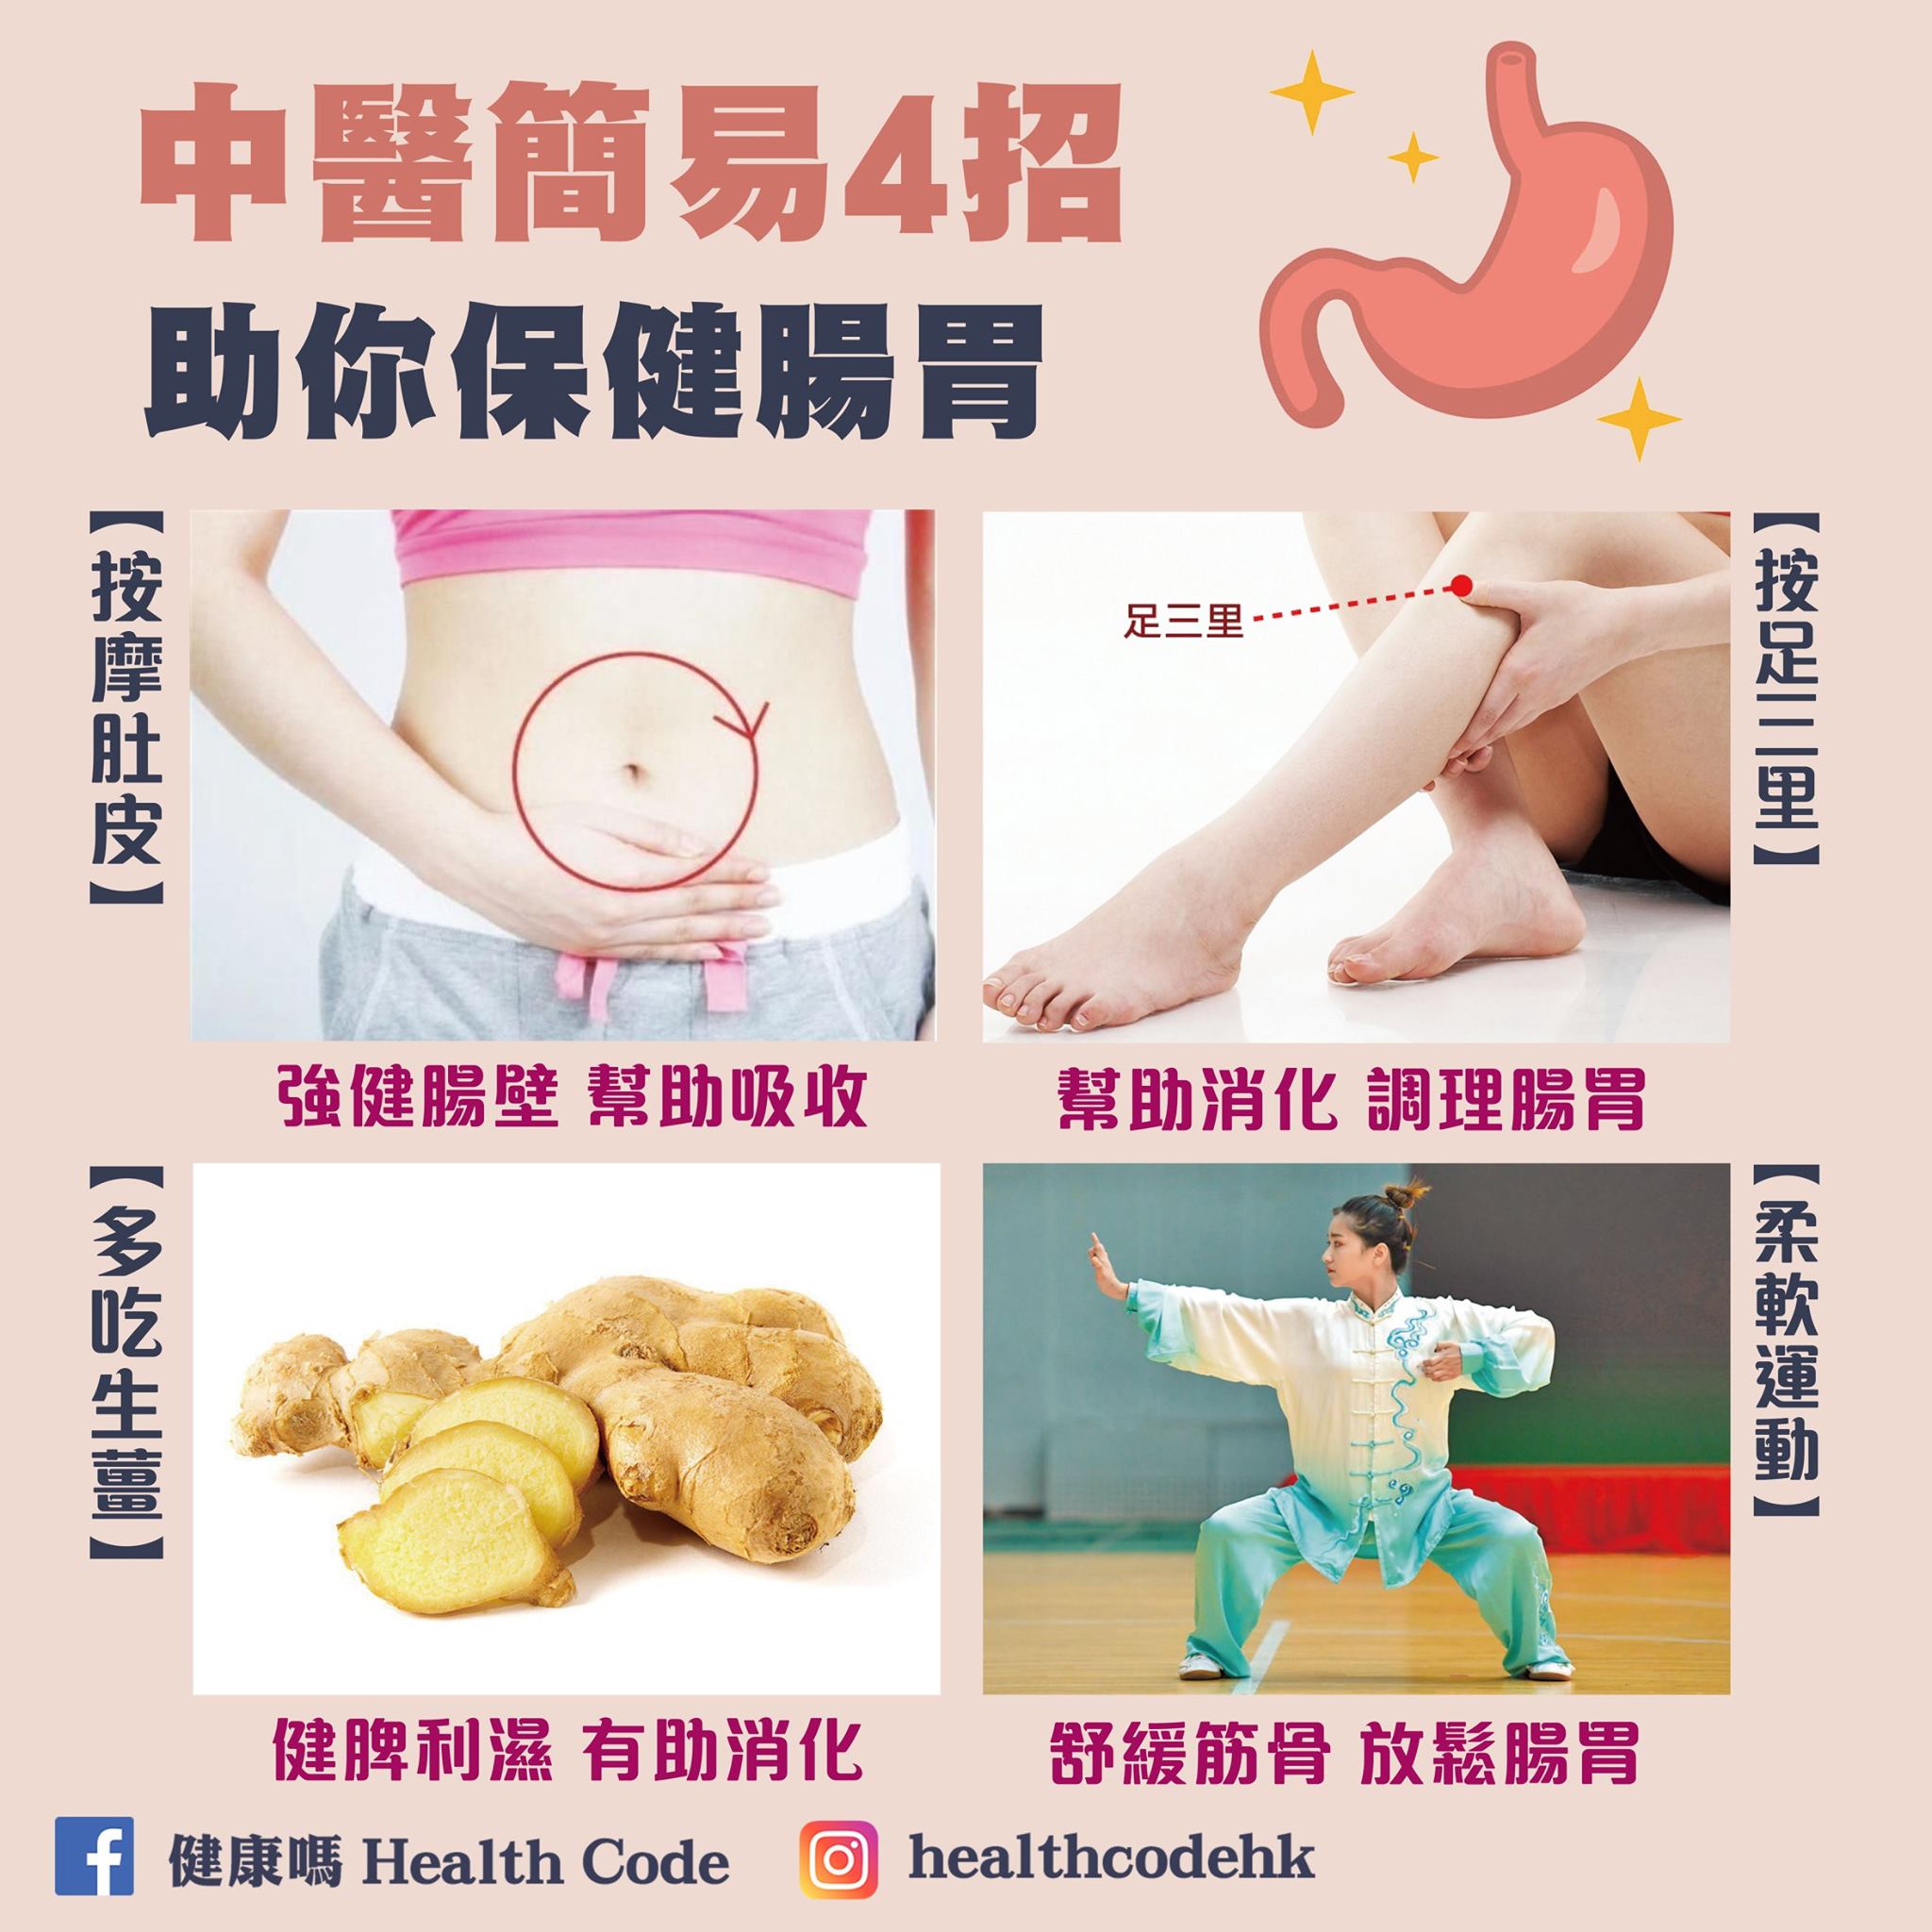 中醫簡易4招
助你保健腸胃
【按摩肚皮】
強健腸壁 幫助吸收
足三里
【按足三里】
幫助消化 調理腸胃
【多吃生薑】
健脾利濕 有助消化
【柔軟運動】
舒緩筋骨 放鬆腸胃
健康嗎 Health Code
healthcodehk